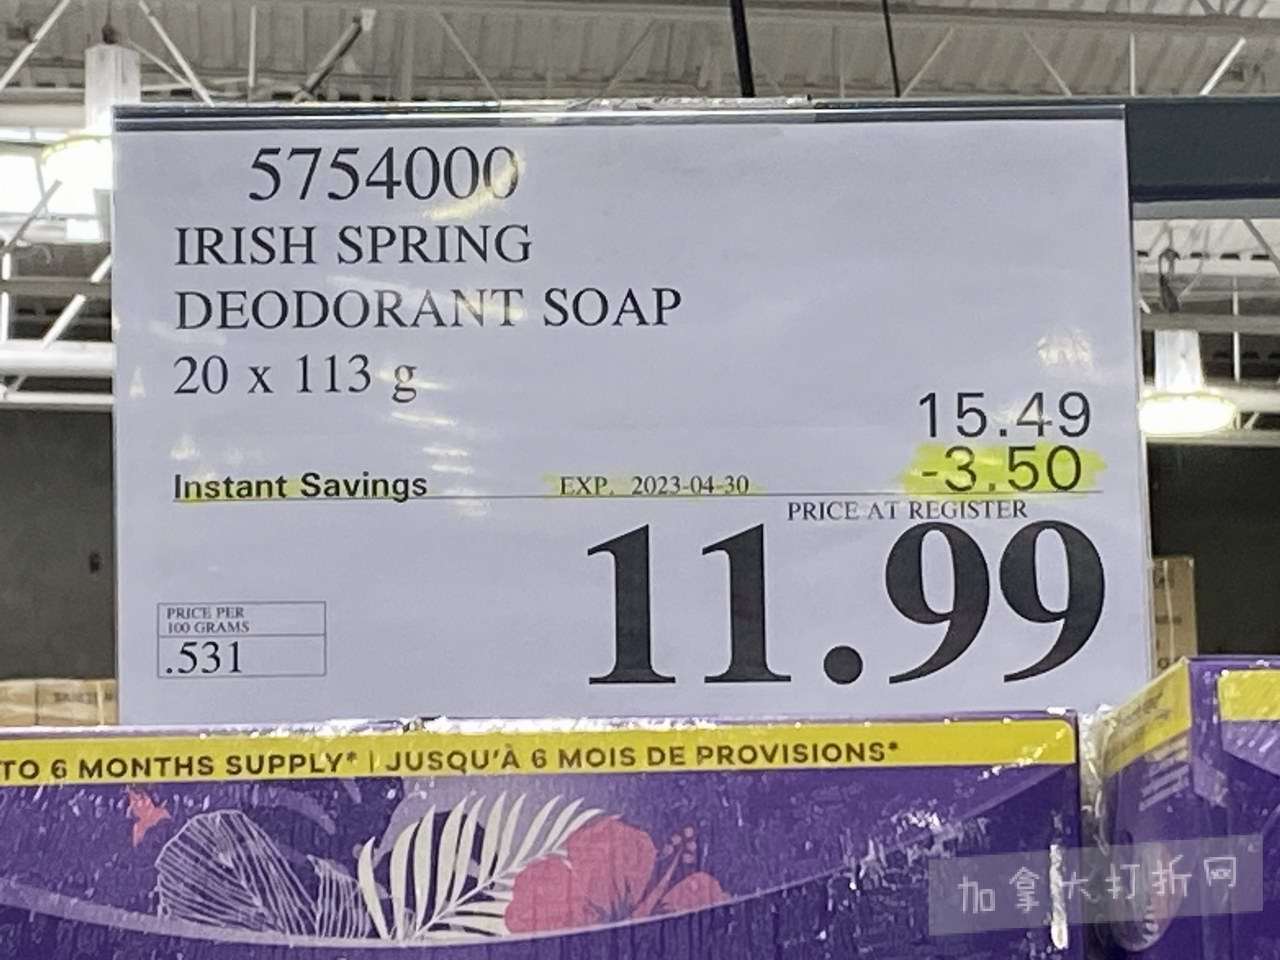 5754000
IRISH SPRING
DEODORANT SOAP
20 x 113 g
15.49
Instant Savings EXP. 2023-04-30 -3.50
PRICE AT REGISTER
11.99
PRICE PER
100 GRAMS
.531
TO 6 MONTHS SUPPLY* | JUSQU'À 6 MOIS DE PROVISIONS*
加拿大打折网